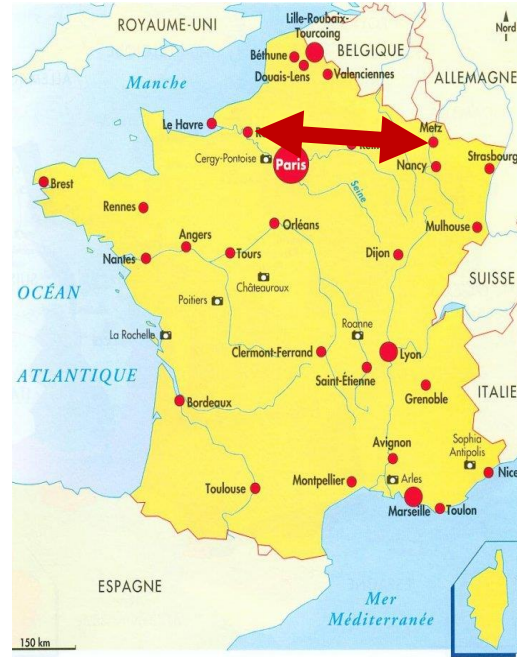 ROYAUME-UNI
Nord
Lille-Roubaix-
Tourcoing
BELGIQUE
Béthune
Douais-Lens
Valenciennes
ALLEMAGNE
Manche
Le Havre
R
Metz
Cergy-Pontoise
Paris
Nancy
Strasbourg
Brest
Seine
Rennes
Orléans
Mulhouse
Angers
Nantes
Tours
Dijon
SUISSE
Châteauroux
OCÉAN
Poitiers
La Rochelle
Roanne
Clermont-Ferrand
Lyon
ATLANTIQUE
Saint-Étienne
Grenoble
ITALIE
Bordeaux
Avignon
Sophia
Antipolis
Nice
Toulouse
Montpellier
Arles
Marseille
Toulon
ESPAGNE
Mer
Méditerranée
150 km